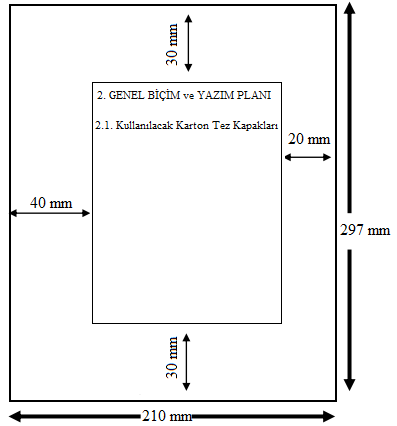 30 mm
2. GENEL BİÇİM ve YAZIM PLANI
2.1. Kullanılacak Karton Tez Kapakları
20 mm
40 mm
297 mm
30 mm
210 mm